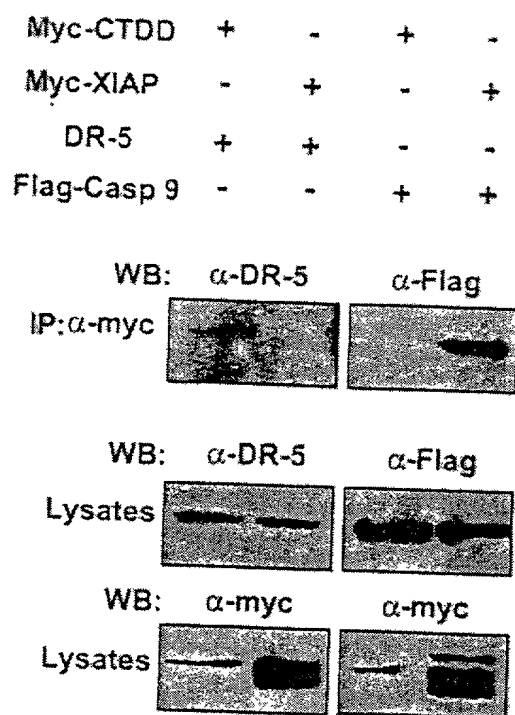 Myc-CTDD + - + -
Myc-XIAP - + - +
DR-5 + + - -
Flag-Casp 9 - - + +
WB: α-DR-5 α-Flag
IP:α-myc
WB: α-DR-5 α-Flag
Lysates
WB: α-myc α-myc
Lysates